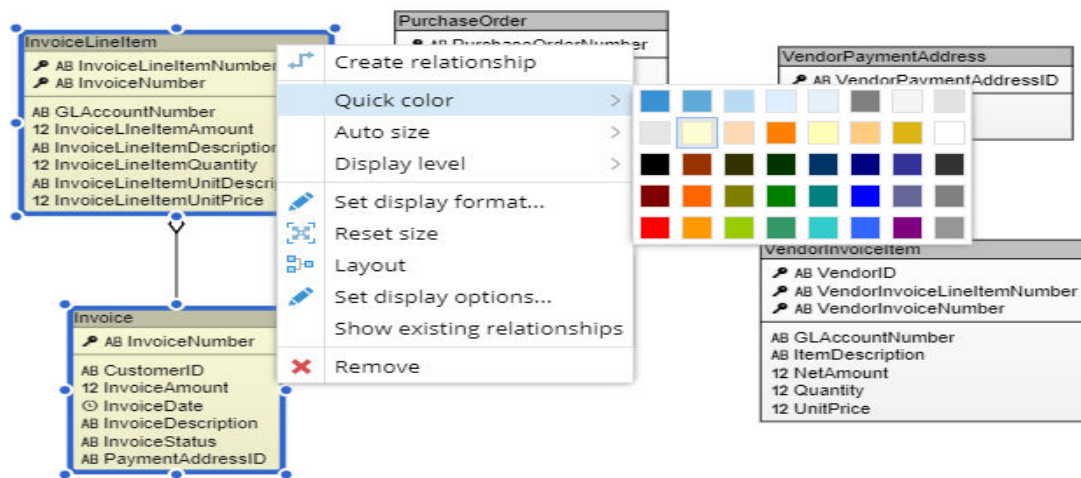 InvoiceLineItem
AB InvoiceLineItemNumber
AB InvoiceNumber
AB GLAccountNumber
12 InvoiceLineItemAmount
AB InvoiceLineItemDescription
12 InvoiceLineItemQuantity
AB InvoiceLineItemUnitDescri
12 InvoiceLineItemUnitPrice
Invoice
AB InvoiceNumber
AB CustomerID
12 InvoiceAmount
InvoiceDate
AB InvoiceDescription
AB InvoiceStatus
AB PaymentAddressID
PurchaseOrder
AB PurchaseOrderNumber
Create relationship
Quick color >
Auto size >
Display level >
Set display format...
Reset size
Layout
Set display options...
Show existing relationships
Remove
VendorPaymentAddress
AB VendorPaymentAddressID
VendorInvoiceItem
AB VendorID
AB VendorInvoiceLineItemNumber
AB VendorInvoiceNumber
AB GLAccountNumber
AB ItemDescription
12 NetAmount
12 Quantity
12 UnitPrice